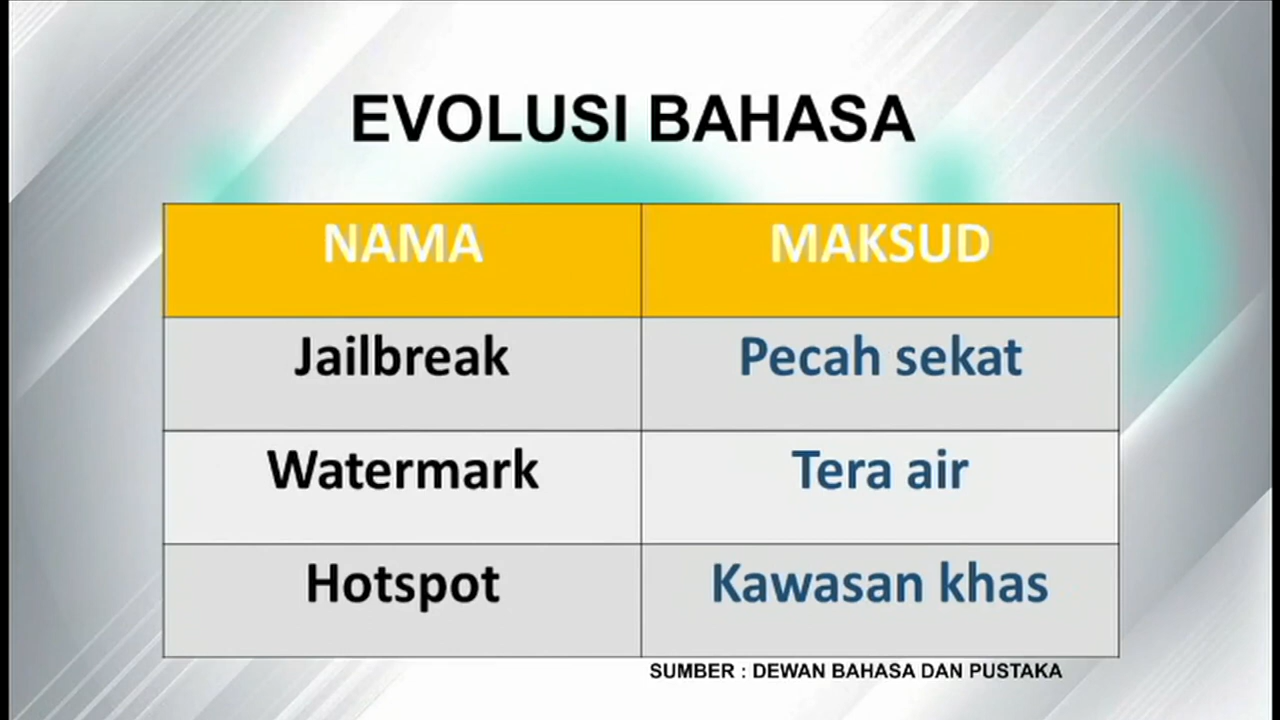 EVOLUSI BAHASA
NAMA MAKSUD
Jailbreak Pecah sekat
Watermark Tera air
Hotspot Kawasan khas
SUMBER : DEWAN BAHASA DAN PUSTAKA